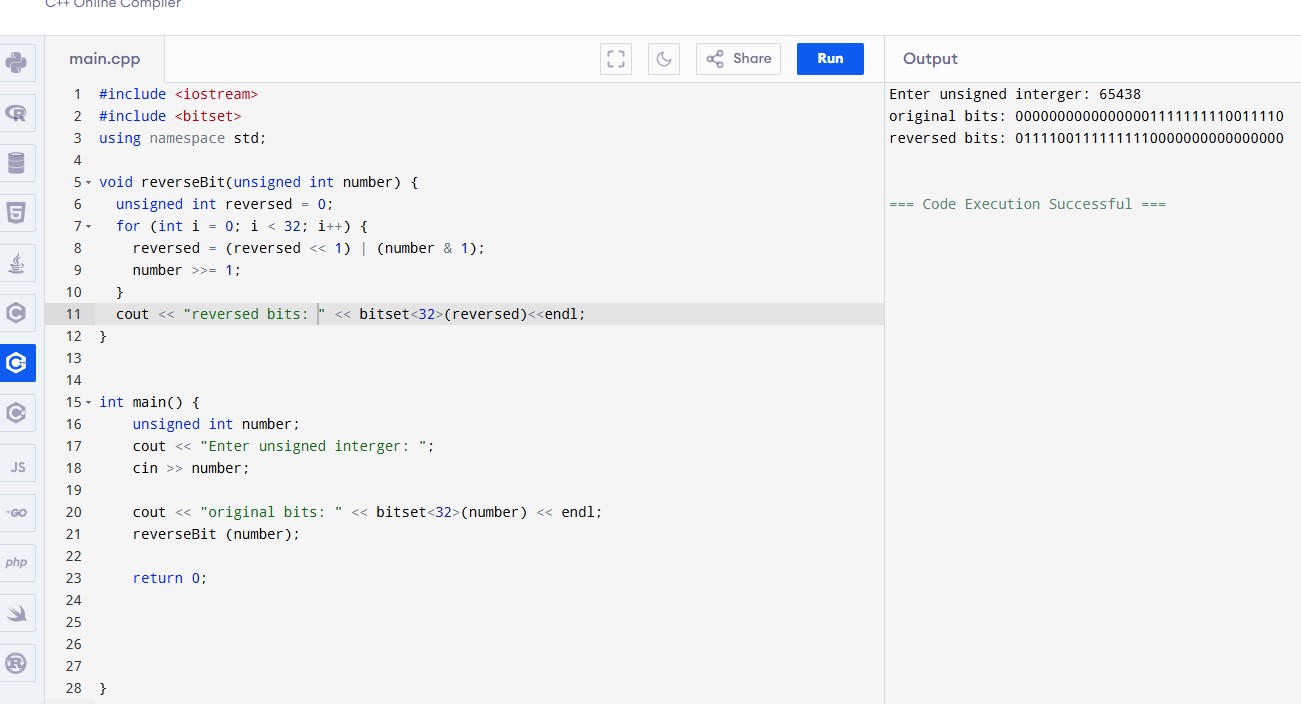 C++ Online Compiler
main.cpp
Share
Run
Output
1 #include <iostream>
2 #include <bitset>
3 using namespace std;
4
5 void reverseBit(unsigned int number) {
6   unsigned int reversed = 0;
7   for (int i = 0; i < 32; i++) {
8     reversed = (reversed << 1) | (number & 1);
9     number >>= 1;
10   }
11   cout << "reversed bits: " << bitset<32>(reversed)<<endl;
12 }
13
14
15 int main() {
16     unsigned int number;
17     cout << "Enter unsigned interger: ";
18     cin >> number;
19
20     cout << "original bits: " << bitset<32>(number) << endl;
21     reverseBit (number);
22
23     return 0;
24
25
26
27
28 }
Enter unsigned interger: 65438
original bits: 00000000000000001111111110011110
reversed bits: 01111001111111110000000000000000
=== Code Execution Successful ===
JS
GO
php